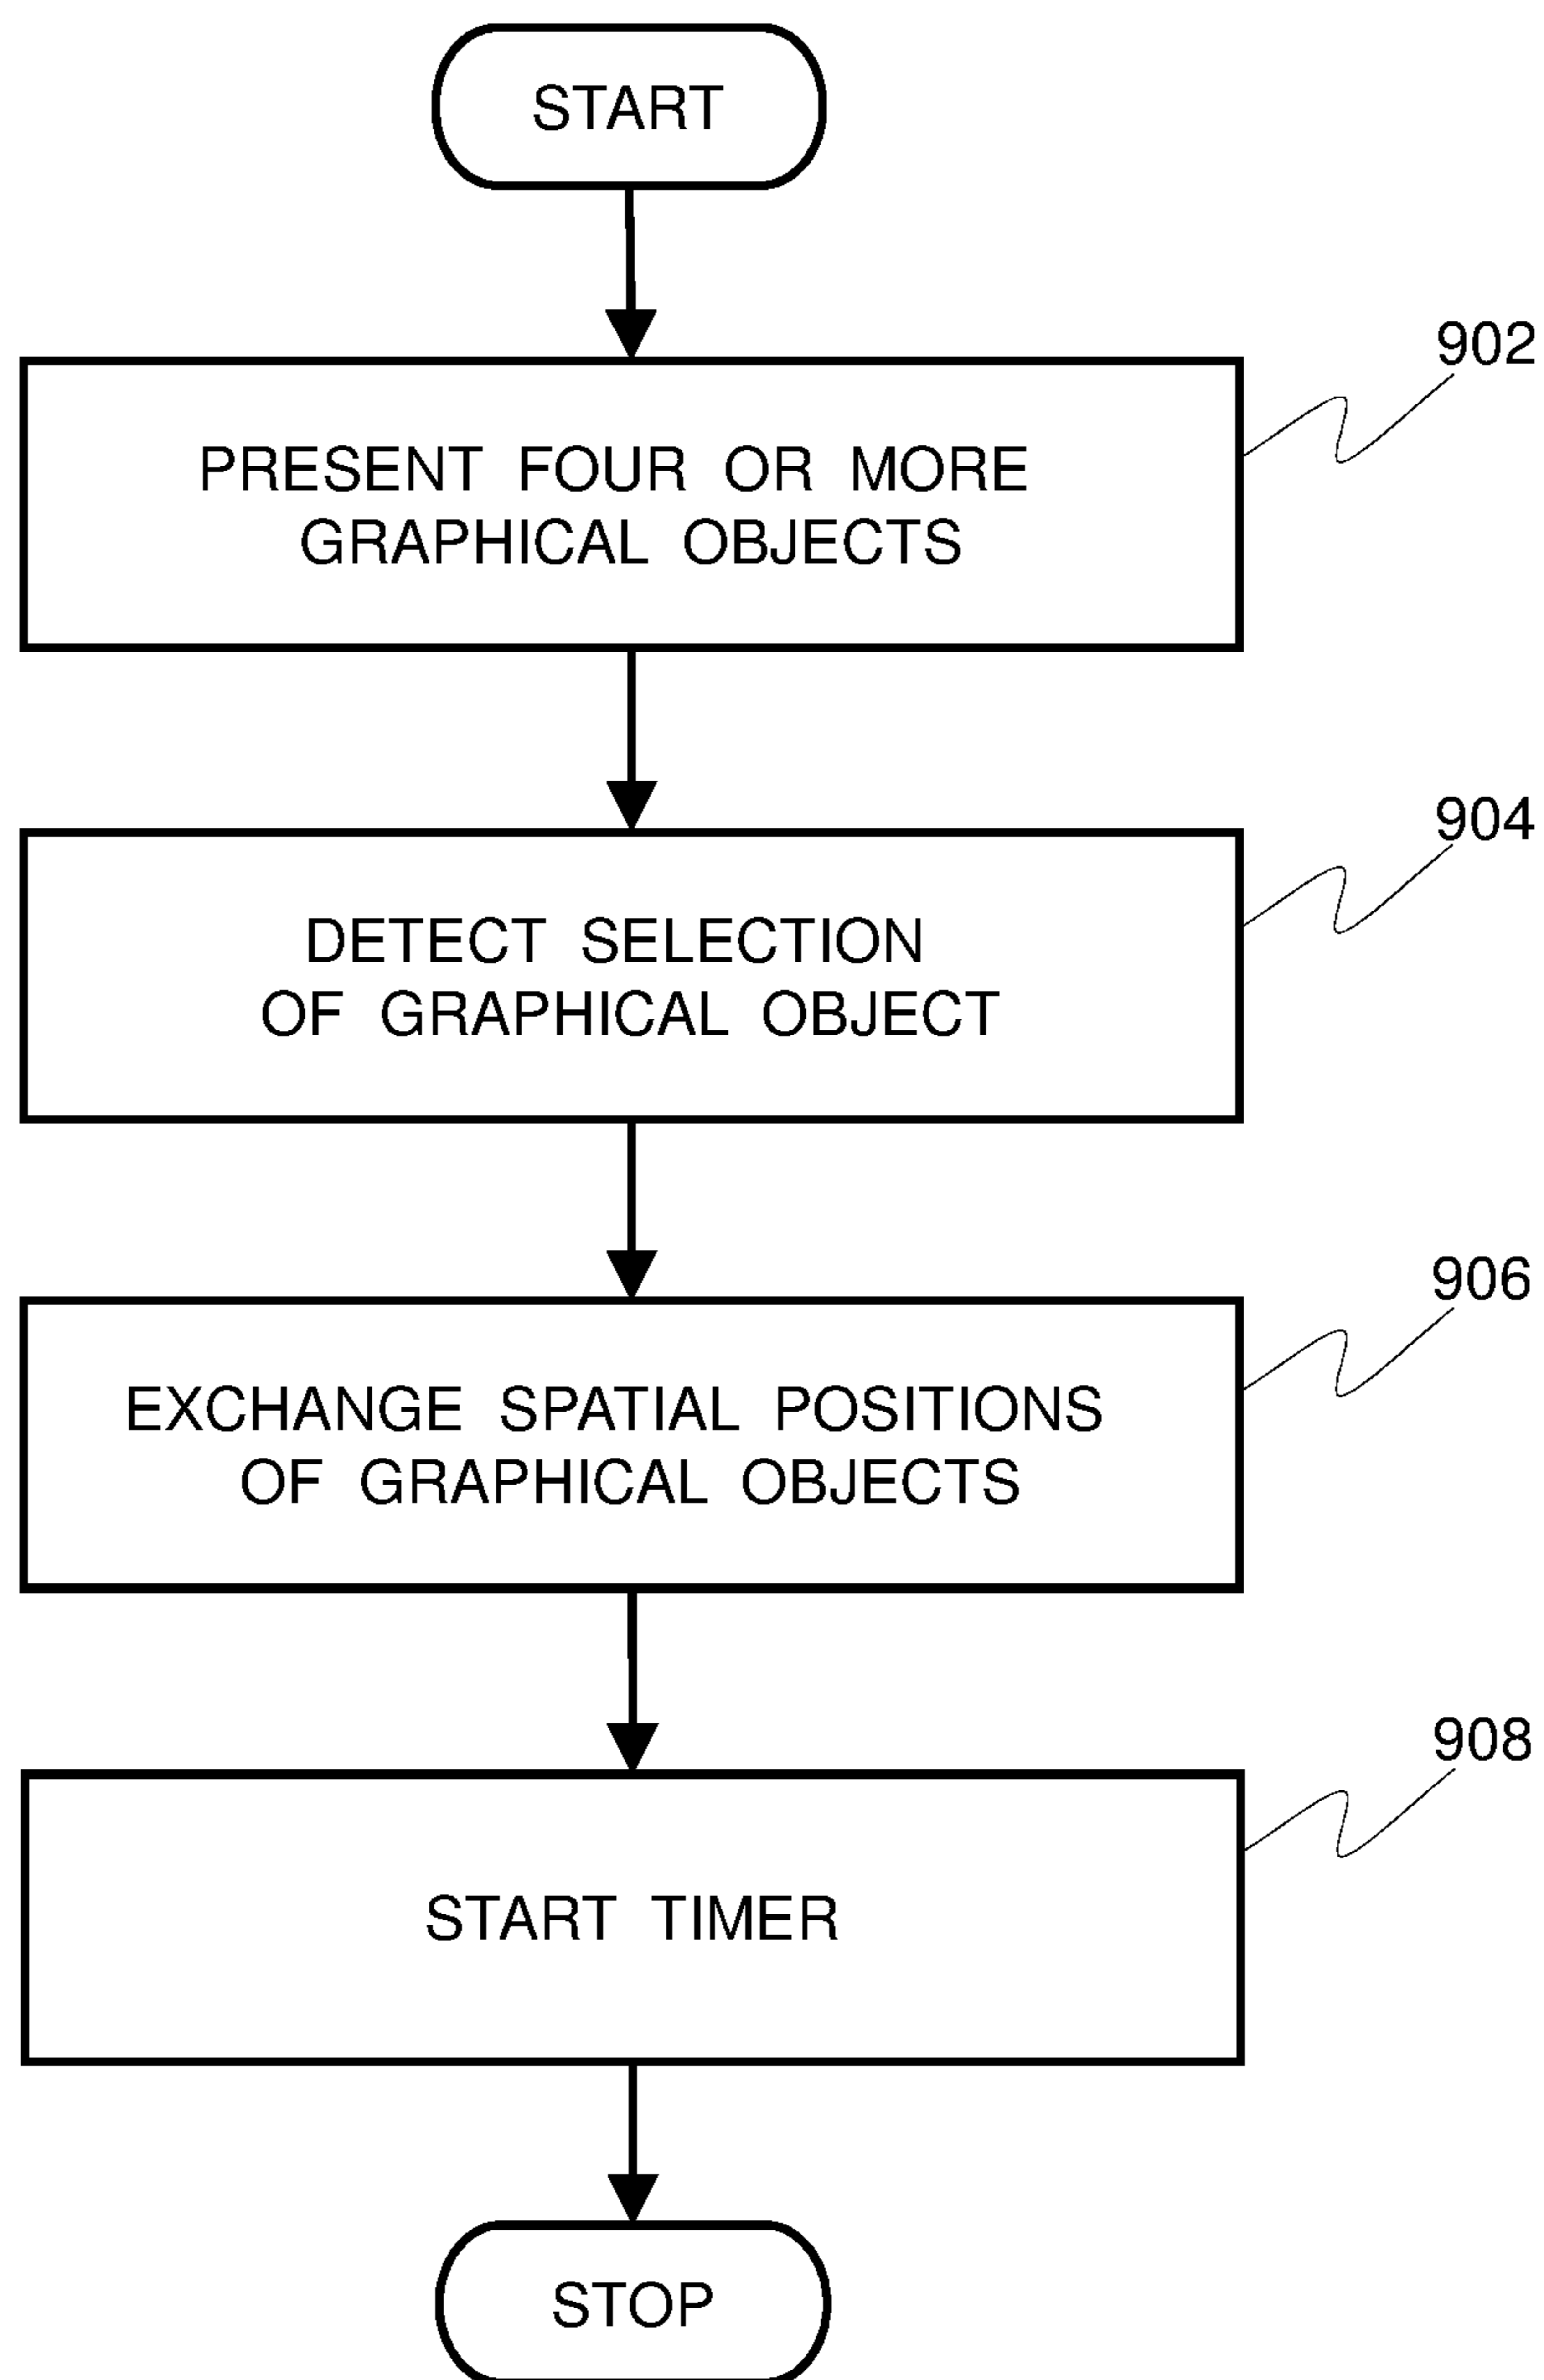 START
902
PRESENT FOUR OR MORE
GRAPHICAL OBJECTS
904
DETECT SELECTION
OF GRAPHICAL OBJECT
906
EXCHANGE SPATIAL POSITIONS
OF GRAPHICAL OBJECTS
908
START TIMER
STOP